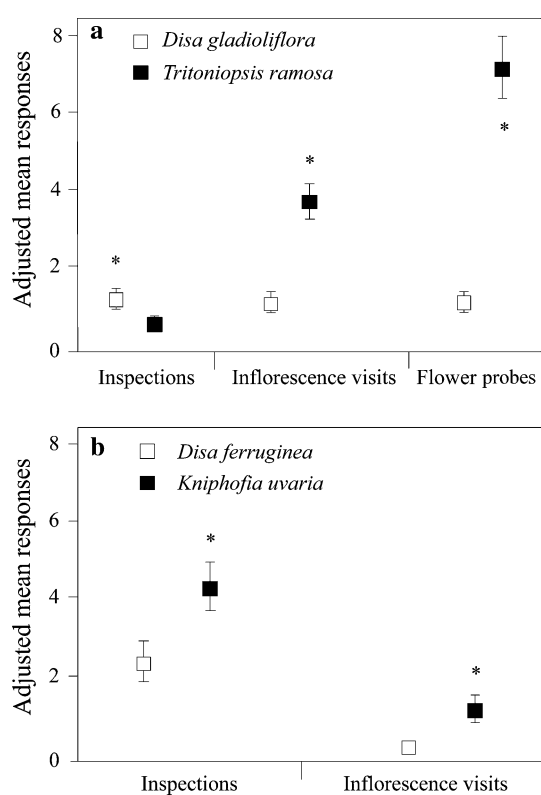 a
Disa gladioliflora
Tritoniopsis ramosa
Adjusted mean responses
8
6
4
2
0
*
*
*
Inspections Inflorescence visits Flower probes
b
Disa ferruginea
Kniphofia uvaria
Adjusted mean responses
8
6
4
2
0
*
*
Inspections Inflorescence visits